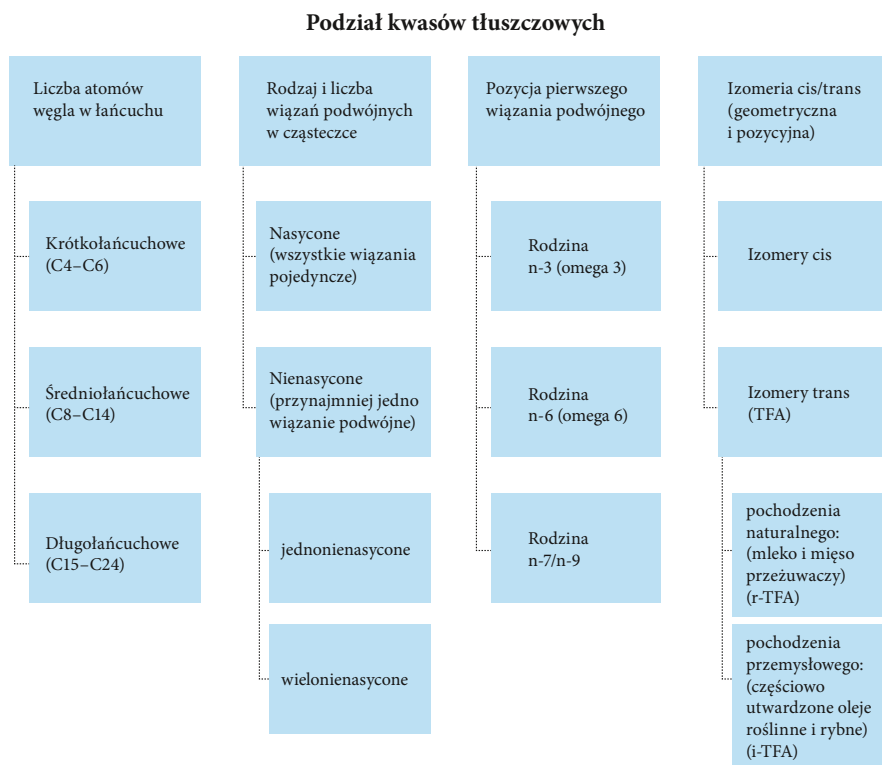 Podział kwasów tłuszczowych
Liczba atomów
węgla w łańcuchu
Krótkołańcuchowe
(C4–C6)
Średniołańcuchowe
(C8–C14)
Długołańcuchowe
(C15–C24)
Rodzaj i liczba
wiązań podwójnych
w cząsteczce
Nasycone
(wszystkie wiązania
pojedyncze)
Nienasycone
(przynajmniej jedno
wiązanie podwójne)
jednonienasycone
wielonienasycone
Pozycja pierwszego
wiązania podwójnego
Rodzina
n-3 (omega 3)
Rodzina
n-6 (omega 6)
Rodzina
n-7/n-9
Izomeria cis/trans
(geometryczna
i pozycyjna)
Izomery cis
Izomery trans
(TFA)
pochodzenia
naturalnego:
(mleko i mięso
przeżuwaczy)
(r-TFA)
pochodzenia
przemysłowego:
(częściowo
utwardzone oleje
roślinne i rybne)
(i-TFA)